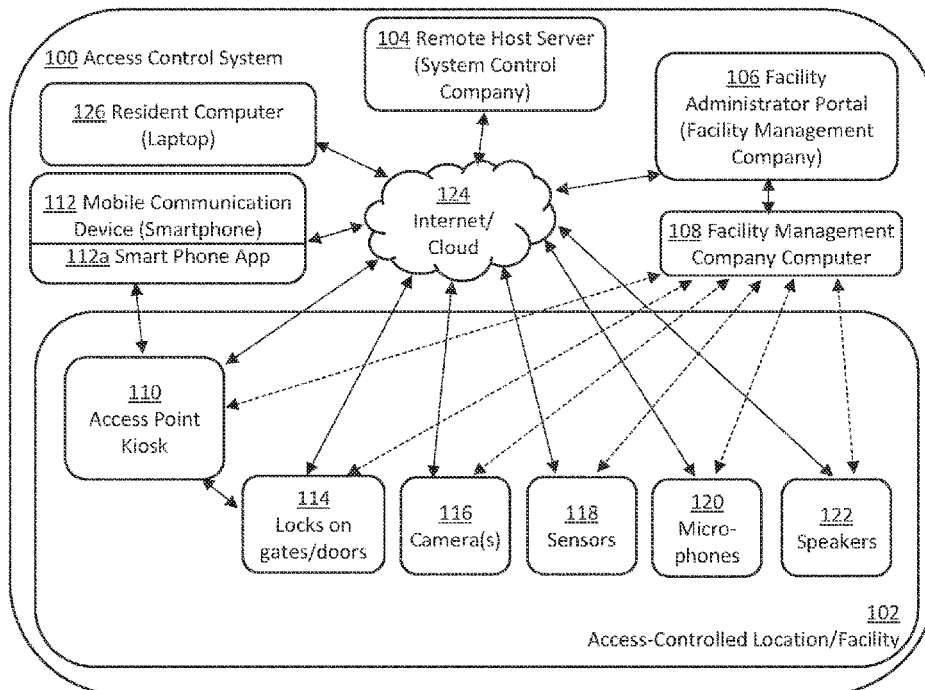 100 Access Control System
104 Remote Host Server
(System Control
Company)
106 Facility
Administrator Portal
(Facility Management
Company)
126 Resident Computer
(Laptop)
124
Internet/
Cloud
112 Mobile Communication
Device (Smartphone)
112a Smart Phone App
108 Facility Management
Company Computer
110
Access Point
Kiosk
114
Locks on
gates/doors
116
Camera(s)
118
Sensors
120
Micro-
phones
122
Speakers
102
Access-Controlled Location/Facility